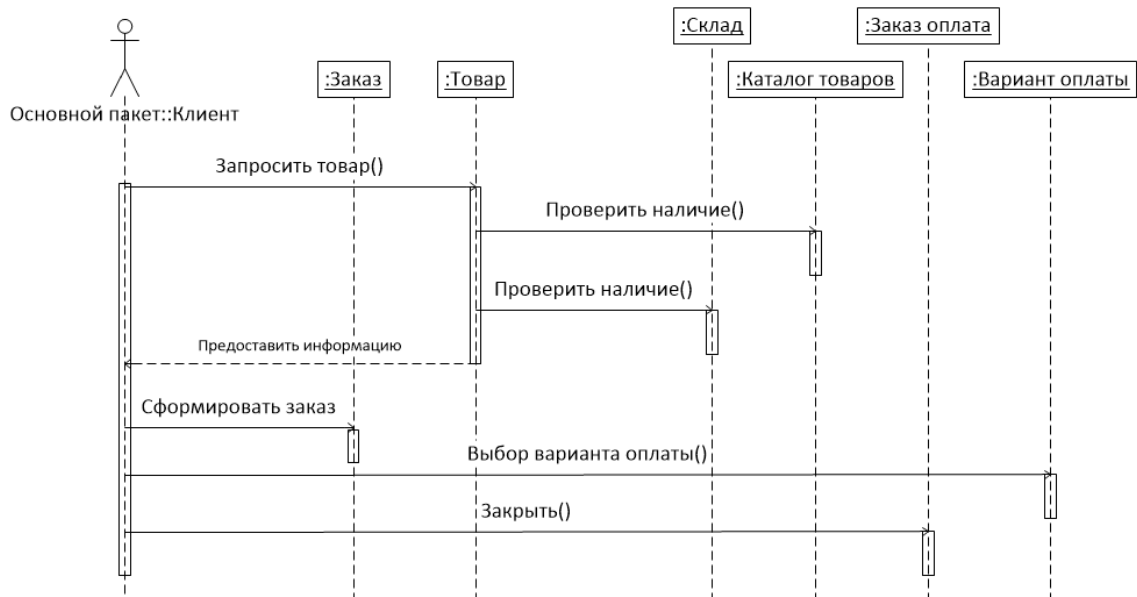 :Склад
:Заказ оплата
:Заказ
:Товар
:Каталог товаров
:Вариант оплаты
Основной пакет::Клиент
Запросить товар()
Проверить наличие()
Проверить наличие()
Предоставить информацию
Сформировать заказ
Выбор варианта оплаты()
Закрыть()